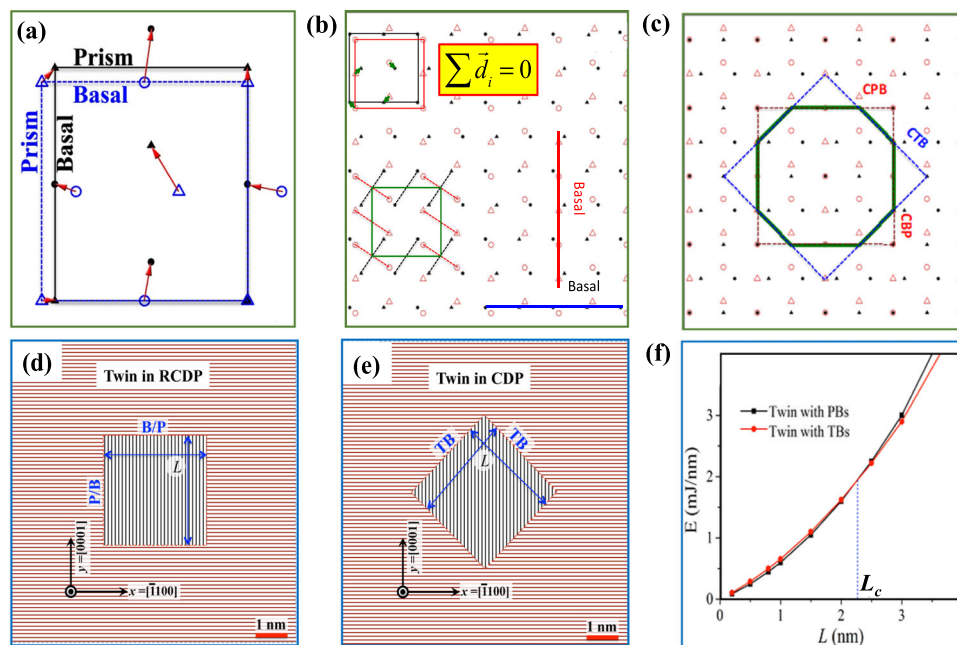 (a)
Prism
Basal
Prism
Basal
(b)
∑ d⃗ᵢ = 0
Basal
Basal
(c)
CPB
CTB
CBP
(d)
Twin in RCDP
B/P
L
P/B
y=[0001]
x=[1̄100]
1 nm
(e)
Twin in CDP
TB
TB
L
y=[0001]
x=[1̄100]
1 nm
(f)
Twin with PBs
Twin with TBs
E (mJ/nm)
3
2
1
0
Lc
0
1
2
3
L (nm)